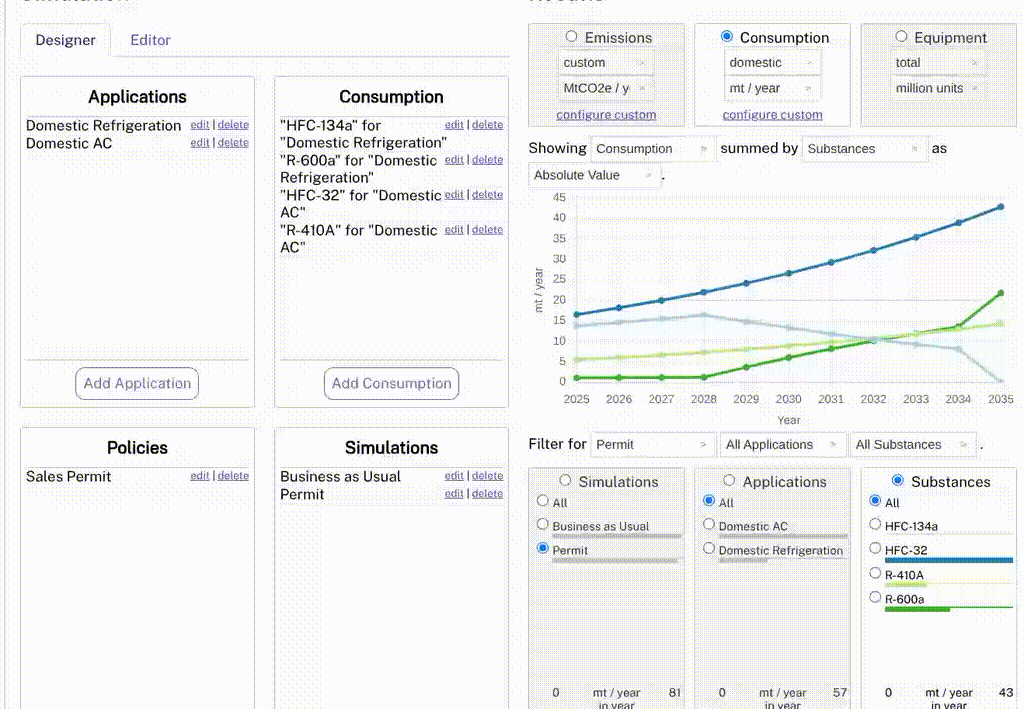 Designer
Editor
Applications
Domestic Refrigeration edit | delete
Domestic AC edit | delete
Add Application
Consumption
"HFC-134a" for edit | delete
"Domestic Refrigeration"
"R-600a" for "Domestic edit | delete
Refrigeration"
"HFC-32" for "Domestic edit | delete
AC"
"R-410A" for "Domestic edit | delete
AC"
Add Consumption
Policies
Sales Permit edit | delete
Simulations
Business as Usual edit | delete
Permit edit | delete
Emissions
custom
MtCO2e / y
configure custom
Consumption
domestic
mt / year
configure custom
Equipment
total
million units
Showing Consumption summed by Substances as
Absolute Value .
45
40
35
30
25
20
15
10
5
0
mt / year
2025 2026 2027 2028 2029 2030 2031 2032 2033 2034 2035
Year
Filter for Permit All Applications All Substances .
Simulations
All
Business as Usual
Permit
0 mt / year 81
in year
Applications
All
Domestic AC
Domestic Refrigeration
0 mt / year 57
in year
Substances
All
HFC-134a
HFC-32
R-410A
R-600a
0 mt / year 43
in year